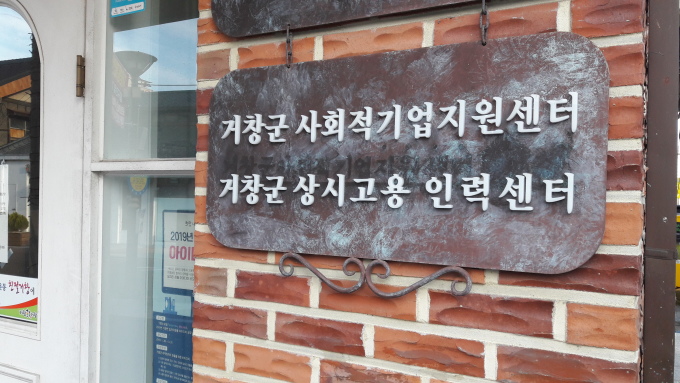 거창군 사회적기업지원센터
거창군 상시고용 인력센터
2019년
아이